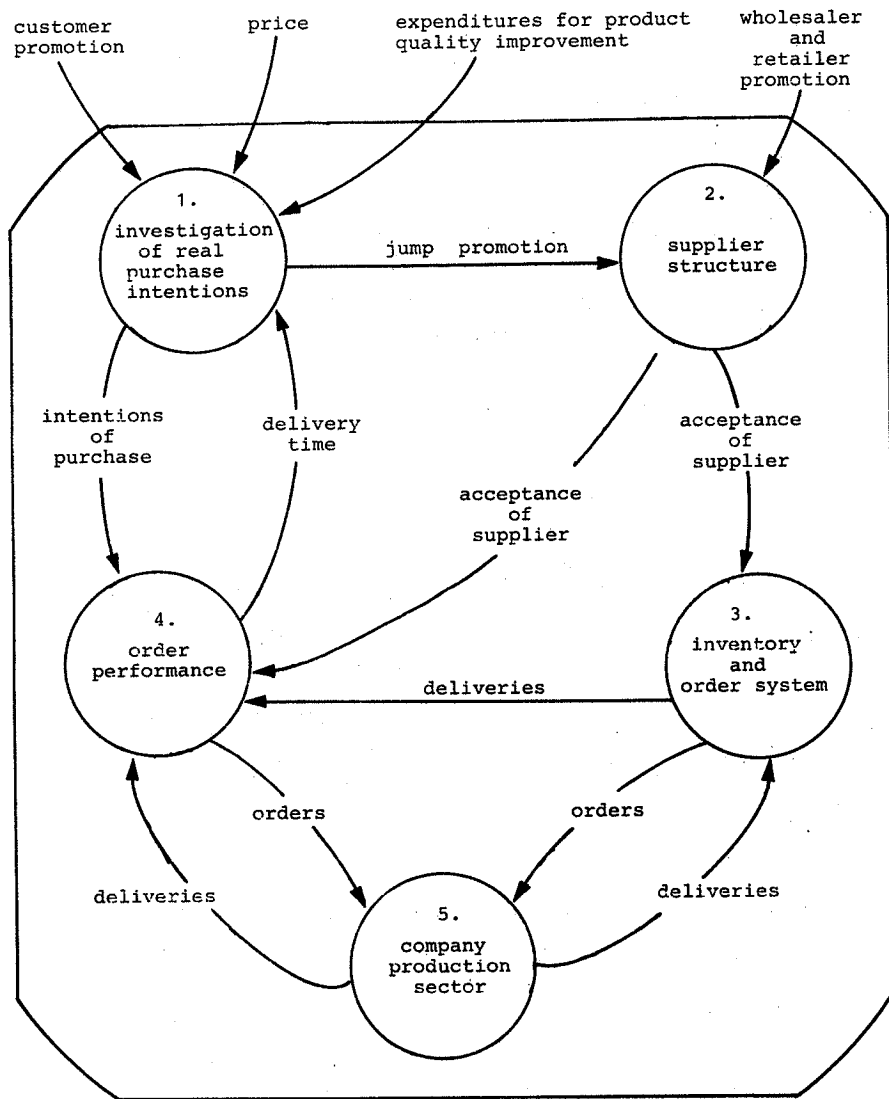 customer
promotion
price
expenditures for product
quality improvement
wholesaler
and
retailer
promotion
1.
investigation
of real
purchase
intentions
jump promotion
2.
supplier
structure
intentions
of
purchase
delivery
time
acceptance
of
supplier
acceptance
of
supplier
4.
order
performance
deliveries
3.
inventory
and
order system
orders
orders
deliveries
deliveries
5.
company
production
sector